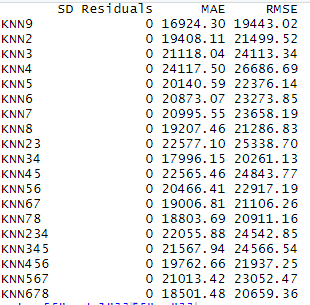 SD Residuals MAE RMSE
KNN9 0 16924.30 19443.02
KNN2 0 19408.11 21499.52
KNN3 0 21118.04 24113.34
KNN4 0 24117.50 26686.69
KNN5 0 20140.59 22376.14
KNN6 0 20873.07 23273.85
KNN7 0 20995.55 23658.19
KNN8 0 19207.46 21286.83
KNN23 0 22577.10 25338.70
KNN34 0 17996.15 20261.13
KNN45 0 22565.46 24843.77
KNN56 0 20466.41 22917.19
KNN67 0 19006.81 21106.26
KNN78 0 18803.69 20911.16
KNN234 0 22055.88 24542.85
KNN345 0 21567.94 24566.54
KNN456 0 19762.66 21937.25
KNN567 0 21013.42 23052.47
KNN678 0 18501.48 20659.36